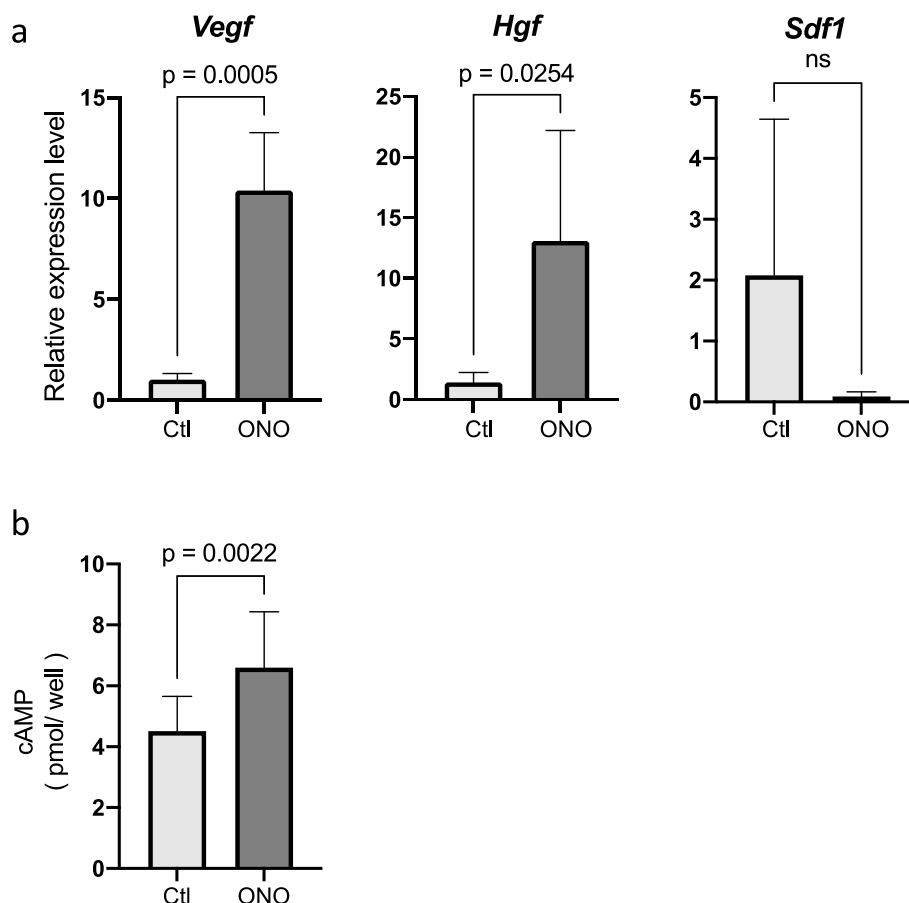 a
Vegf
Hgf
Sdf1
p = 0.0005
p = 0.0254
ns
Relative expression level
15
10
5
0
Ctl
ONO
25
20
15
10
5
0
Ctl
ONO
5
4
3
2
1
0
Ctl
ONO
b
p = 0.0022
cAMP
( pmol/ well )
10
8
6
4
2
0
Ctl
ONO